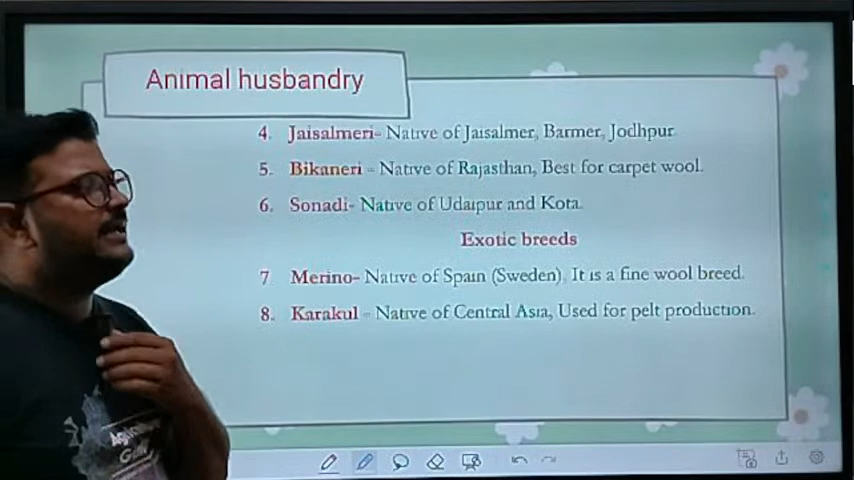 Animal husbandry
4. Jaisalmeri- Native of Jaisalmer, Barmer, Jodhpur
5. Bikaneri – Native of Rajasthan, Best for carpet wool.
6. Sonadi- Native of Udaipur and Kota.
Exotic breeds
7 Merino- Native of Spain (Sweden). It is a fine wool breed.
8. Karakul – Native of Central Asia, Used for pelt production.